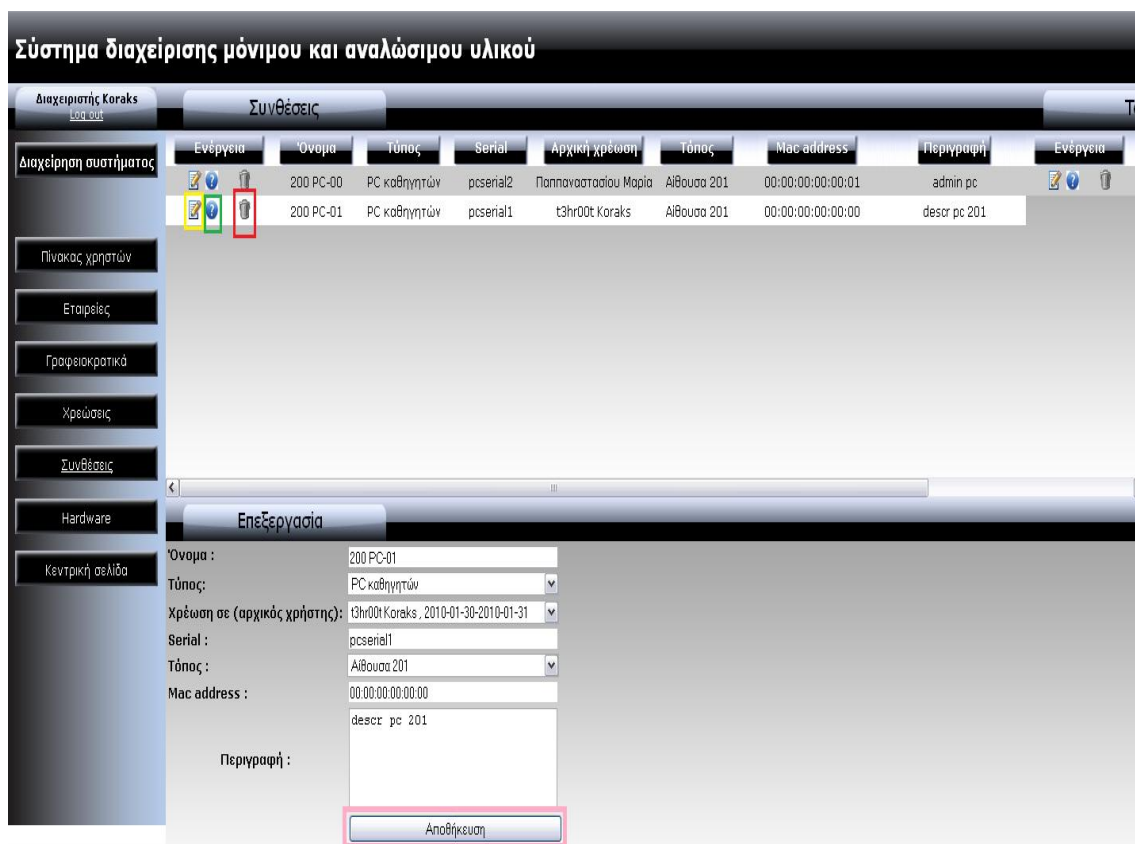 Σύστημα διαχείρισης μόνιμου και αναλώσιμου υλικού
Διαχειριστής Koraks
Log out
Συνθέσεις
Διαχείρηση συστήματος
Ενέργεια Όνομα Τύπος Serial Αρχική χρέωση Τόπος Mac address Περιγραφή Ενέργεια
200 PC-00 PC καθηγητών pcserial2 Παππαναστασίου Μαρία Αίθουσα 201 00:00:00:00:00:01 admin pc
200 PC-01 PC καθηγητών pcserial1 t3hr00t Koraks Αίθουσα 201 00:00:00:00:00:00 descr pc 201
Πίνακας χρηστών
Εταιρείες
Γραφειοκρατικά
Χρεώσεις
Συνθέσεις
Hardware
Κεντρική σελίδα
Επεξεργασία
Όνομα : 200 PC-01
Τύπος: PC καθηγητών
Χρέωση σε (αρχικός χρήστης): t3hr00t Koraks , 2010-01-30-2010-01-31
Serial : pcserial1
Τόπος : Αίθουσα 201
Mac address : 00:00:00:00:00:00
Περιγραφή : descr pc 201
Αποθήκευση